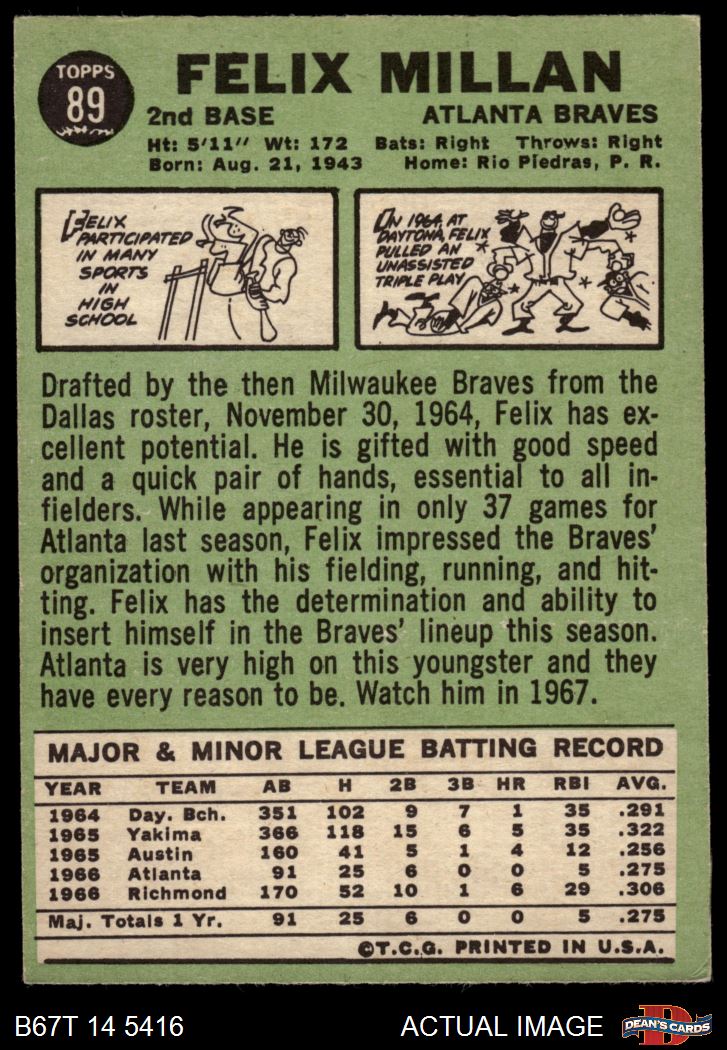 TOPPS
89
FELIX MILLAN
2nd BASE ATLANTA BRAVES
Ht: 5'11" Wt: 172 Bats: Right Throws: Right
Born: Aug. 21, 1943 Home: Rio Piedras, P. R.
FELIX
PARTICIPATED
IN MANY
SPORTS
IN
HIGH
SCHOOL
IN 1964, AT
DAYTONA, FELIX
PULLED AN
UNASSISTED
TRIPLE PLAY
Drafted by the then Milwaukee Braves from the
Dallas roster, November 30, 1964, Felix has ex-
cellent potential. He is gifted with good speed
and a quick pair of hands, essential to all in-
fielders. While appearing in only 37 games for
Atlanta last season, Felix impressed the Braves'
organization with his fielding, running, and hit-
ting. Felix has the determination and ability to
insert himself in the Braves' lineup this season.
Atlanta is very high on this youngster and they
have every reason to be. Watch him in 1967.
MAJOR & MINOR LEAGUE BATTING RECORD
YEAR TEAM AB H 2B 3B HR RBI AVG.
1964 Day. Bch. 351 102 9 7 1 35 .291
1965 Yakima 366 118 15 6 5 35 .322
1965 Austin 160 41 5 1 4 12 .256
1966 Atlanta 91 25 6 0 0 5 .275
1966 Richmond 170 52 10 1 6 29 .306
Maj. Totals 1 Yr. 91 25 6 0 0 5 .275
©T.C.G. PRINTED IN U.S.A.
B67T 14 5416 ACTUAL IMAGE
D
DEAN'S CARDS